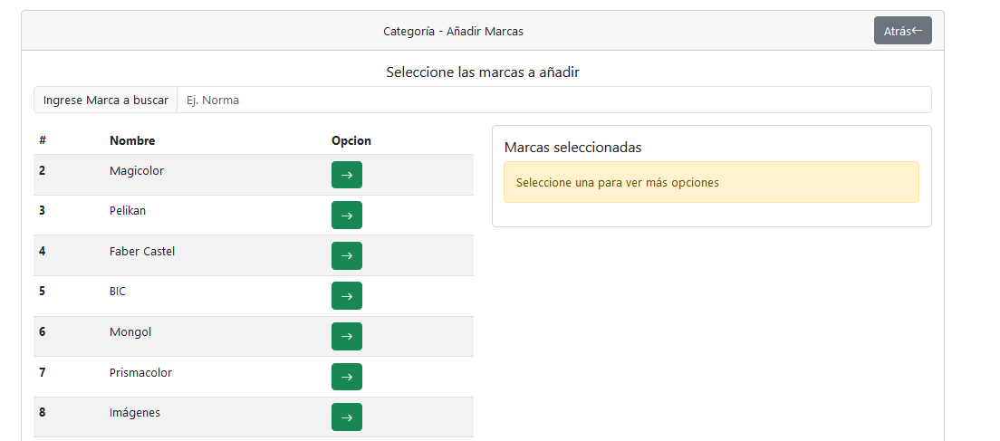 Categoría - Añadir Marcas
Atrás←
Seleccione las marcas a añadir
Ingrese Marca a buscar
Ej. Norma
# Nombre Opcion
2 Magicolor →
3 Pelikan →
4 Faber Castel →
5 BIC →
6 Mongol →
7 Prismacolor →
8 Imágenes →
Marcas seleccionadas
Seleccione una para ver más opciones